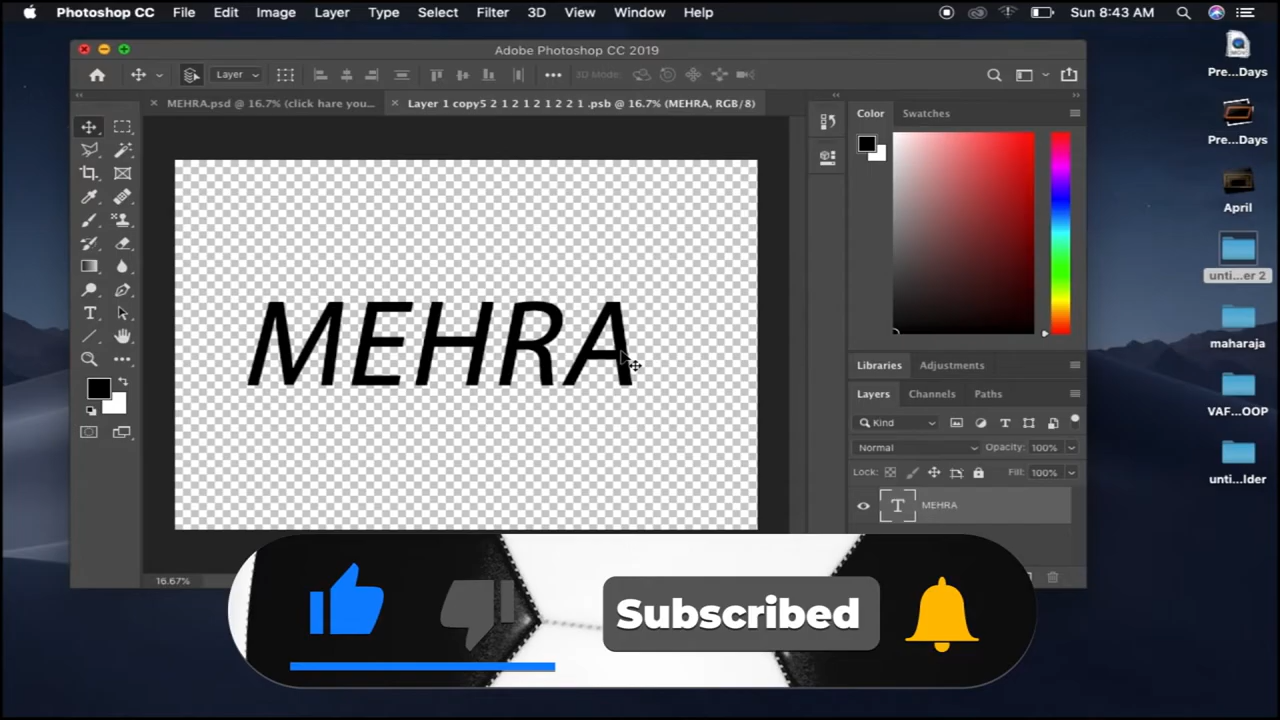 Photoshop CC File Edit Image Layer Type Select Filter 3D View Window Help Sun 8:43 AM
Adobe Photoshop CC 2019
Layer 3D Mode:
MEHRA.psd @ 16.7% (click hare you... Layer 1 copy5 2 1 2 1 2 1 2 2 1 .psb @ 16.7% (MEHRA, RGB/8)
Color Swatches
MEHRA
Libraries Adjustments
Layers Channels Paths
Kind
Normal Opacity: 100%
Lock: Fill: 100%
T MEHRA
16.67%
Pre...Days
Pre...Days
April
unti...er 2
maharaja
VAF...OOP
unti...lder
Subscribed